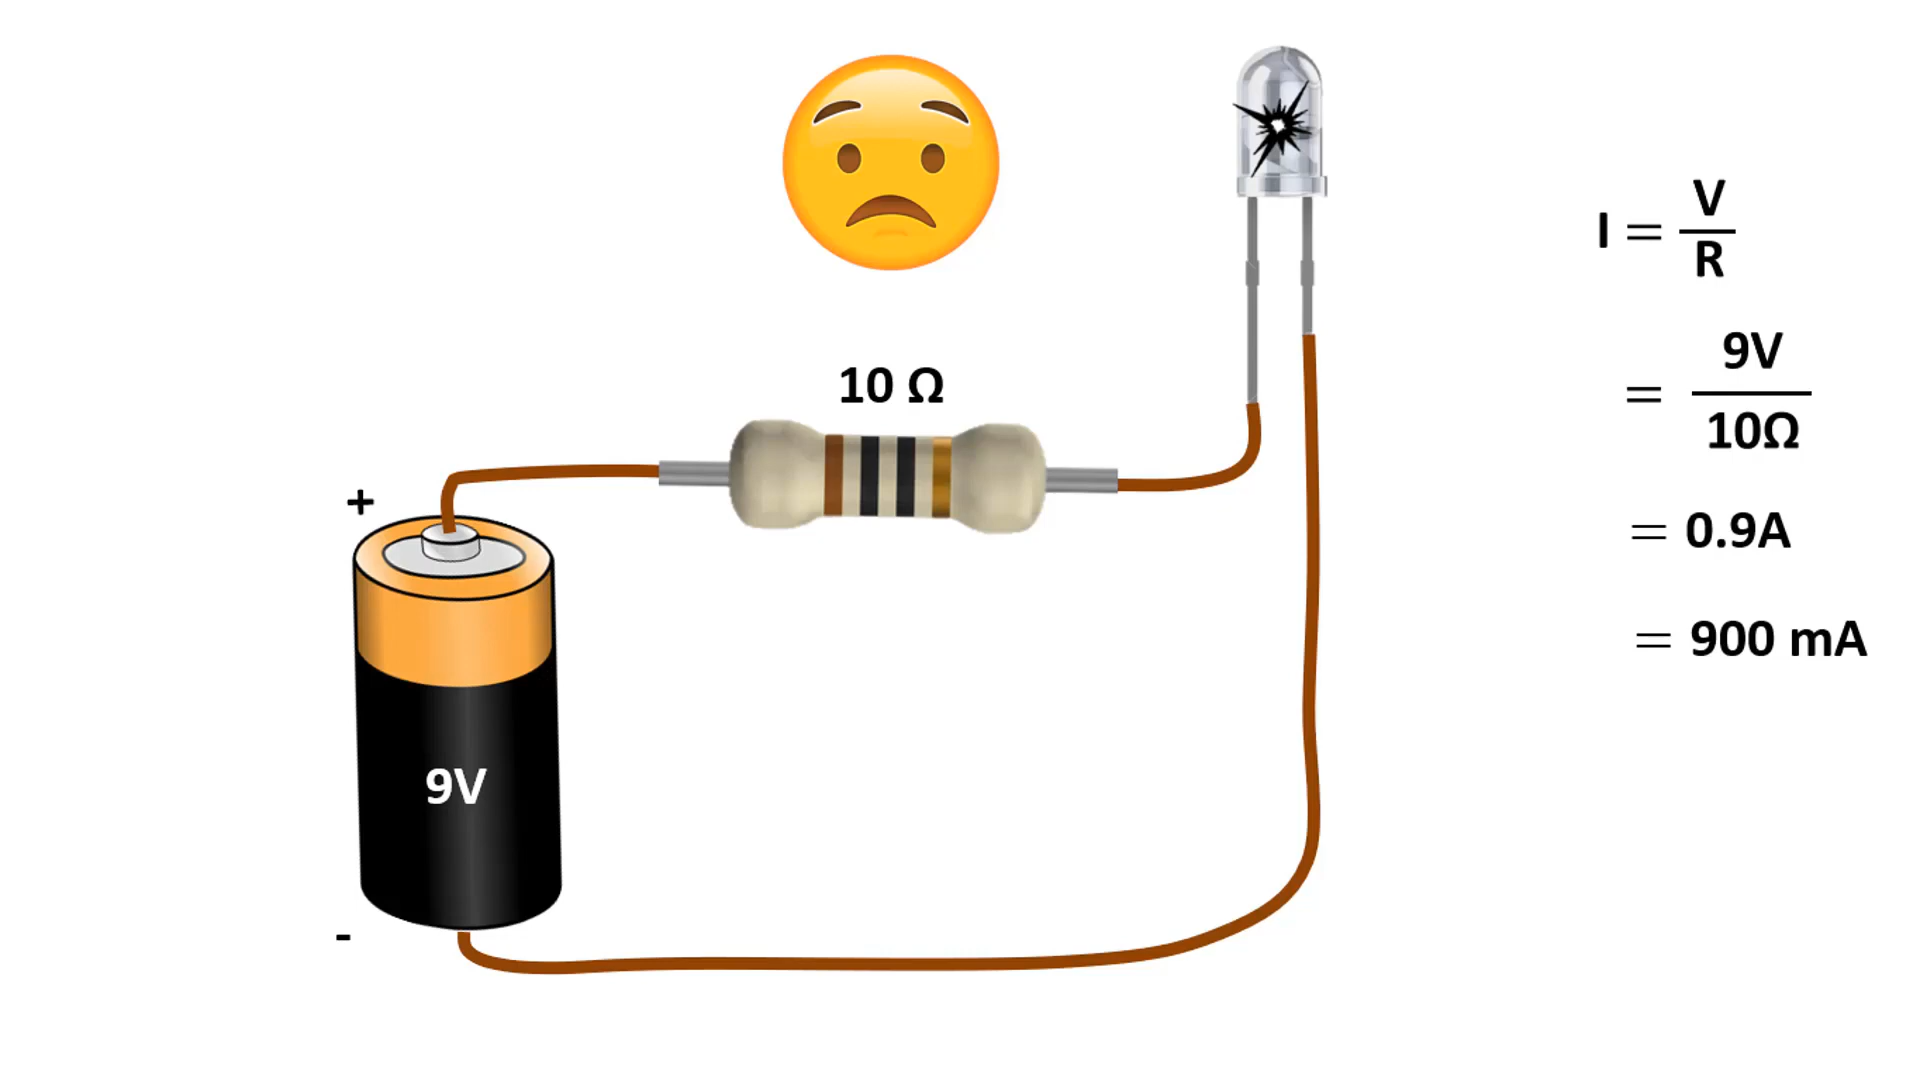 10 Ω
+
9V
-
I = V
R
= 9V
10Ω
= 0.9A
= 900 mA